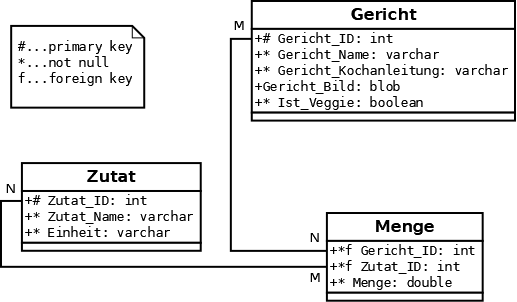 M
Gericht
+# Gericht_ID: int
+* Gericht_Name: varchar
+* Gericht_Kochanleitung: varchar
+Gericht_Bild: blob
+* Ist_Veggie: boolean
#...primary key
*...not null
f...foreign key
N
Zutat
+# Zutat_ID: int
+* Zutat_Name: varchar
+* Einheit: varchar
Menge
N
+*f Gericht_ID: int
+*f Zutat_ID: int
M
+* Menge: double